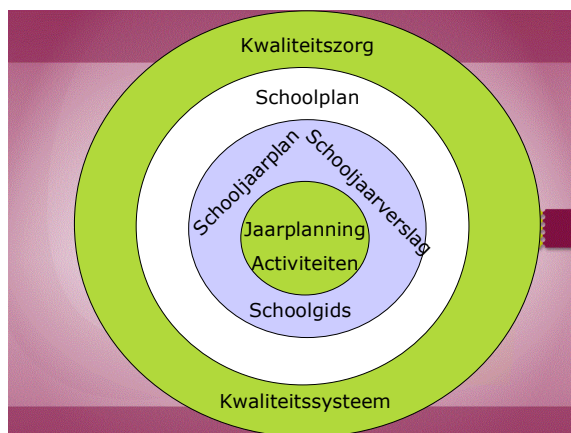 Kwaliteitszorg
Schoolplan
Schooljaarplan
Schooljaarverslag
Jaarplanning
Activiteiten
Schoolgids
Kwaliteitssysteem